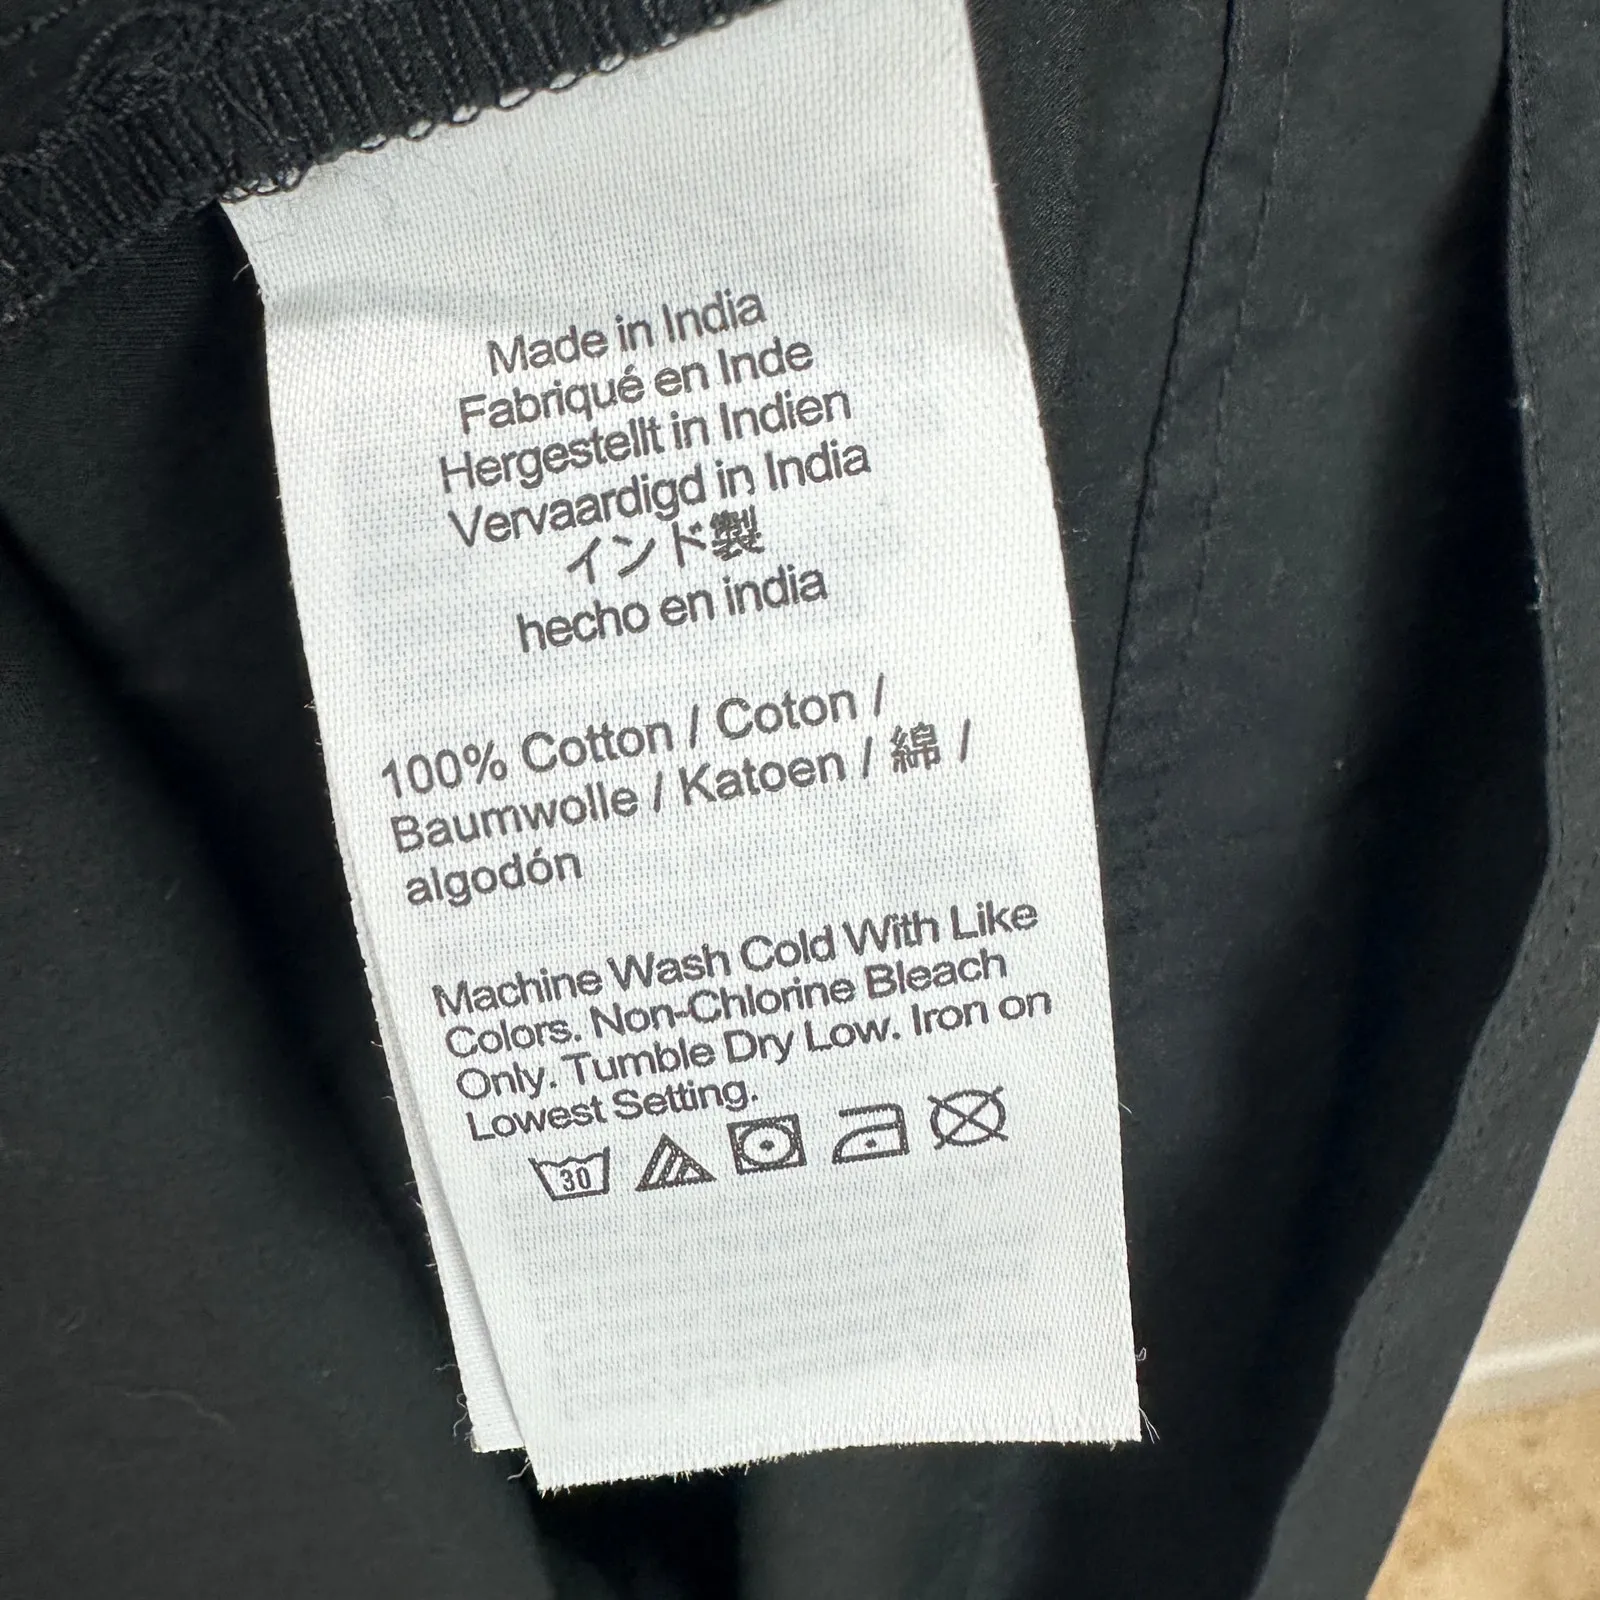 Made in India
Fabriqué en Inde
Hergestellt in Indien
Vervaardigd in India
インド製
hecho en india
100% Cotton / Coton /
Baumwolle / Katoen / 綿 /
algodón
Machine Wash Cold With Like
Colors. Non-Chlorine Bleach
Only. Tumble Dry Low. Iron on
Lowest Setting.
30